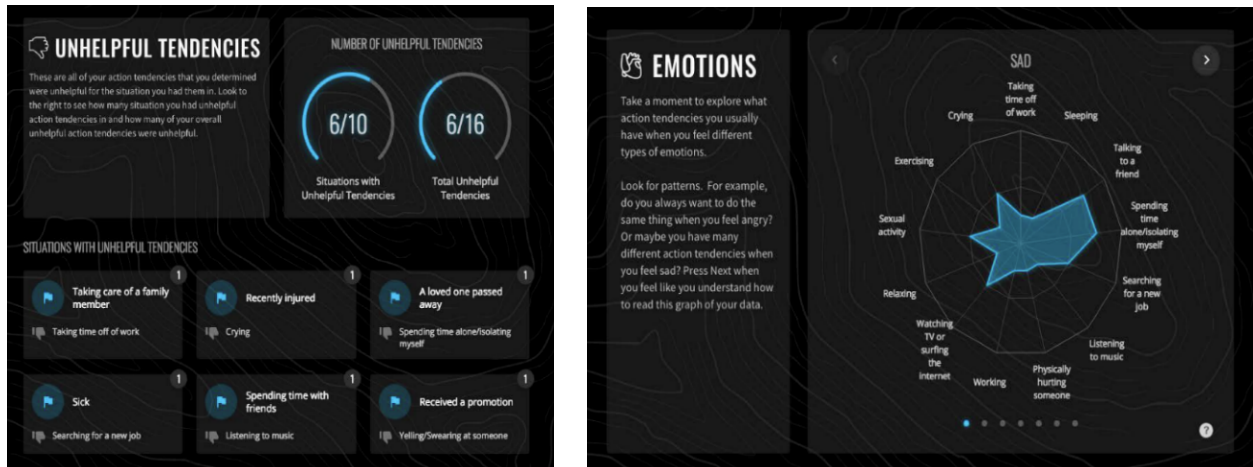 UNHELPFUL TENDENCIES
These are all of your action tendencies that you determined
were unhelpful for the situation you had them in. Look to
the right to see how many situation you had unhelpful
action tendencies in and how many of your overall
unhelpful action tendencies were unhelpful.
NUMBER OF UNHELPFUL TENDENCIES
6/10
Situations with
Unhelpful Tendencies
6/16
Total Unhelpful
Tendencies
SITUATIONS WITH UNHELPFUL TENDENCIES
1
Taking care of a family
member
Taking time off of work
1
Recently injured
Crying
1
A loved one passed
away
Spending time alone/isolating
myself
1
Sick
Searching for a new job
1
Spending time with
friends
Listening to music
1
Received a promotion
Yelling/Swearing at someone
EMOTIONS
Take a moment to explore what
action tendencies you usually
have when you feel different
types of emotions.
Look for patterns. For example,
do you always want to do the
same thing when you feel angry?
Or maybe you have many
different action tendencies when
you feel sad? Press Next when
you feel like you understand how
to read this graph of your data.
SAD
Taking
time off
of work
Sleeping
Talking
to a
friend
Spending
time
alone/isolating
myself
Searching
for a new
job
Listening
to music
Physically
hurting
someone
Working
Watching
TV or
surfing
the
internet
Relaxing
Sexual
activity
Exercising
Crying
?